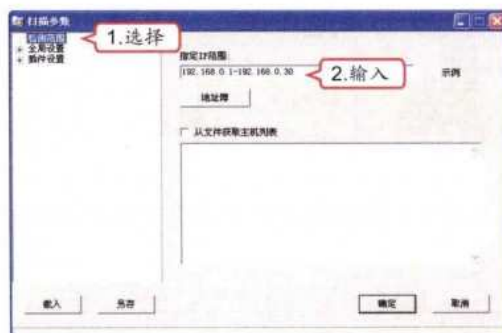 扫描参数
检测范围
全局设置
插件设置
1.选择
指定IP范围:
192.168.0.1-192.168.0.30
2.输入
示例
地址簿
从文件获取主机列表
载入
另存
确定
取消